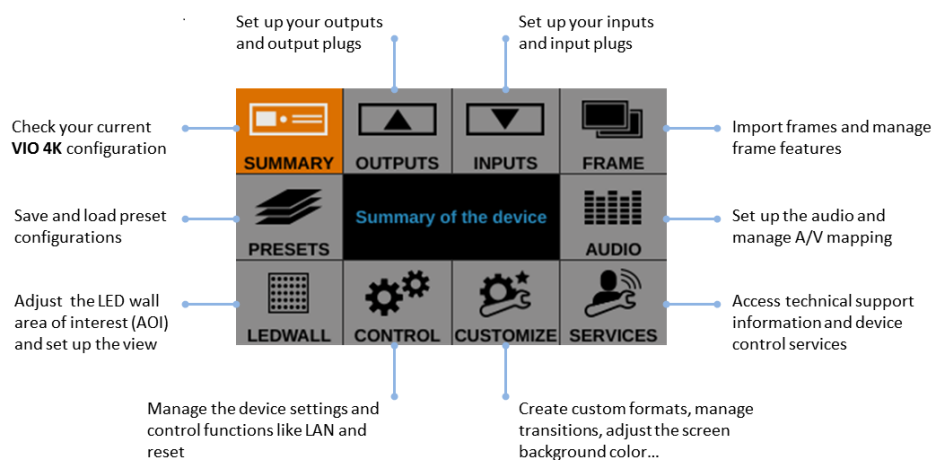 Set up your outputs
and output plugs
Set up your inputs
and input plugs
Check your current
VIO 4K configuration
SUMMARY
OUTPUTS
INPUTS
FRAME
Import frames and manage
frame features
Save and load preset
configurations
PRESETS
Summary of the device
AUDIO
Set up the audio and
manage A/V mapping
Adjust the LED wall
area of interest (AOI)
and set up the view
LEDWALL
CONTROL
CUSTOMIZE
SERVICES
Access technical support
information and device
control services
Manage the device settings and
control functions like LAN and
reset
Create custom formats, manage
transitions, adjust the screen
background color...